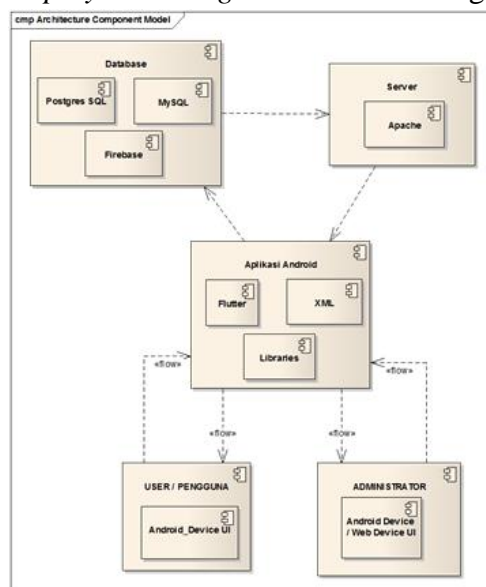 cmp Architecture Component Model
Database
Postgres SQL
MySQL
Firebase
Server
Apache
Aplikasi Android
Flutter
XML
Libraries
«flow»
«flow»
«flow»
«flow»
USER / PENGGUNA
Android_Device UI
ADMINISTRATOR
Android Device
/ Web Device UI